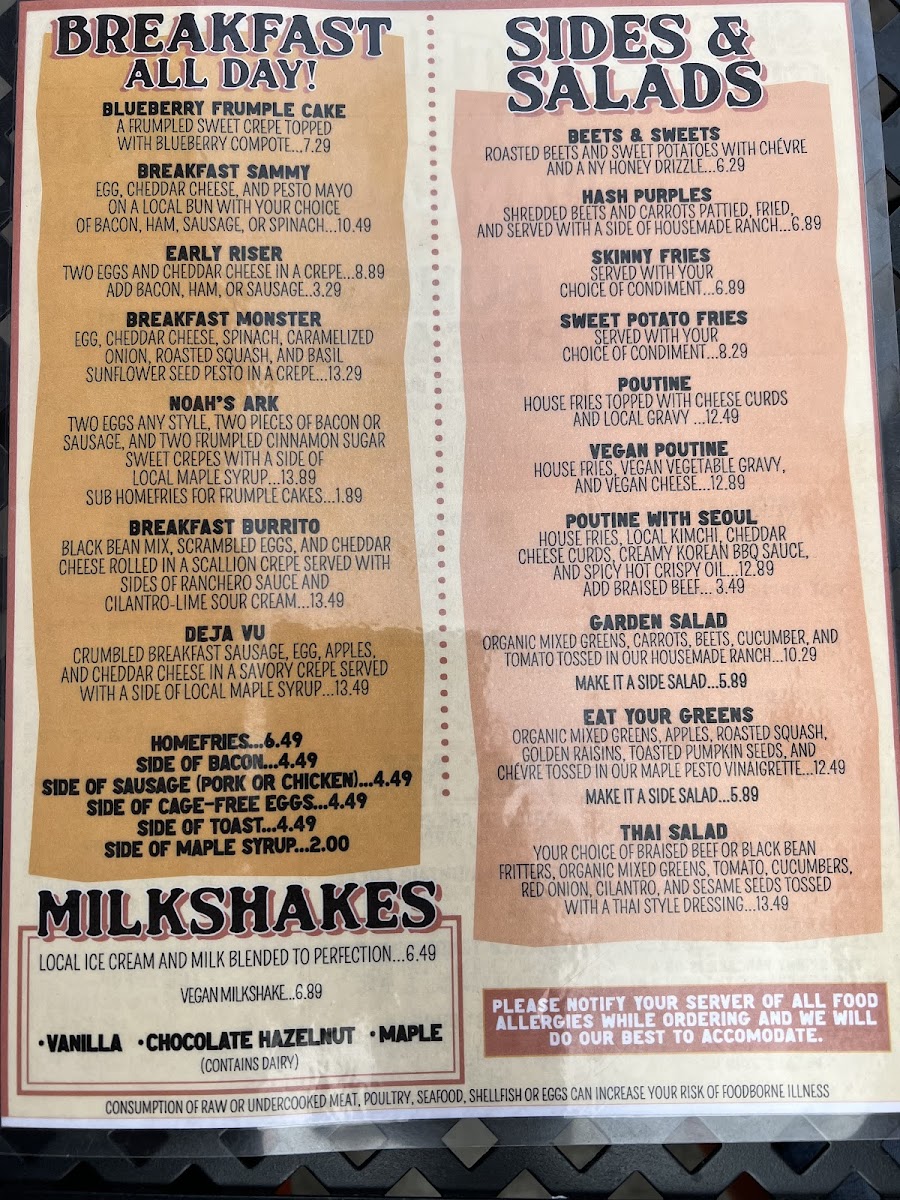 BREAKFAST
ALL DAY!
BLUEBERRY FRUMPLE CAKE
A FRUMPLED SWEET CREPE TOPPED
WITH BLUEBERRY COMPOTE...7.29
BREAKFAST SAMMY
EGG, CHEDDAR CHEESE, AND PESTO MAYO
ON A LOCAL BUN WITH YOUR CHOICE
OF BACON, HAM, SAUSAGE, OR SPINACH...10.49
EARLY RISER
TWO EGGS AND CHEDDAR CHEESE IN A CREPE...8.89
ADD BACON, HAM, OR SAUSAGE..3.29
BREAKFAST MONSTER
EGG, CHEDDAR CHEESE, SPINACH, CARAMELIZED
ONION, ROASTED SQUASH, AND BASIL
SUNFLOWER SEED PESTO IN A CREPE...13.29
NOAH'S ARK
TWO EGGS ANY STYLE, TWO PIECES OF BACON OR
SAUSAGE, AND TWO FRUMPLED CINNAMON SUGAR
SWEET CREPES WITH A SIDE OF
LOCAL MAPLE SYRUP...13.89
SUB HOMEFRIES FOR FRUMPLE CAKES...1.89
BREAKFAST BURRITO
BLACK BEAN MIX, SCRAMBLED EGGS, AND CHEDDAR
CHEESE ROLLED IN A SCALLION CREPE SERVED WITH
SIDES OF RANCHERO SAUCE AND
CILANTRO-LIME SOUR CREAM...13.49
DEJA VU
CRUMBLED BREAKFAST SAUSAGE, EGG, APPLES,
AND CHEDDAR CHEESE IN A SAVORY CREPE SERVED
WITH A SIDE OF LOCAL MAPLE SYRUP...13.49
HOMEFRIES...6.49
SIDE OF BACON...4.49
SIDE OF SAUSAGE (PORK OR CHICKEN)...4.49
SIDE OF CAGE-FREE EGGS...4.49
SIDE OF TOAST...4.49
SIDE OF MAPLE SYRUP...2.00
MILKSHAKES
LOCAL ICE CREAM AND MILK BLENDED TO PERFECTION...6.49
VEGAN MILKSHAKE...6.89
•VANILLA •CHOCOLATE HAZELNUT •MAPLE
(CONTAINS DAIRY)
SIDES &
SALADS
BEETS & SWEETS
ROASTED BEETS AND SWEET POTATOES WITH CHÉVRE
AND A NY HONEY DRIZZLE...6.29
HASH PURPLES
SHREDDED BEETS AND CARROTS PATTIED, FRIED,
AND SERVED WITH A SIDE OF HOUSEMADE RANCH...6.89
SKINNY FRIES
SERVED WITH YOUR
CHOICE OF CONDIMENT...6.89
SWEET POTATO FRIES
SERVED WITH YOUR
CHOICE OF CONDIMENT...8.29
POUTINE
HOUSE FRIES TOPPED WITH CHEESE CURDS
AND LOCAL GRAVY ...12.49
VEGAN POUTINE
HOUSE FRIES, VEGAN VEGETABLE GRAVY,
AND VEGAN CHEESE...12.89
POUTINE WITH SEOUL
HOUSE FRIES, LOCAL KIMCHI, CHEDDAR
CHEESE CURDS, CREAMY KOREAN BBQ SAUCE,
AND SPICY HOT CRISPY OIL...12.89
ADD BRAISED BEEF... 3.49
GARDEN SALAD
ORGANIC MIXED GREENS, CARROTS, BEETS, CUCUMBER, AND
TOMATO TOSSED IN OUR HOUSEMADE RANCH...10.29
MAKE IT A SIDE SALAD...5.89
EAT YOUR GREENS
ORGANIC MIXED GREENS, APPLES, ROASTED SQUASH,
GOLDEN RAISINS, TOASTED PUMPKIN SEEDS, AND
CHÉVRE TOSSED IN OUR MAPLE PESTO VINAIGRETTE...12.49
MAKE IT A SIDE SALAD...5.89
THAI SALAD
YOUR CHOICE OF BRAISED BEEF OR BLACK BEAN
FRITTERS, ORGANIC MIXED GREENS, TOMATO, CUCUMBERS,
RED ONION, CILANTRO, AND SESAME SEEDS TOSSED
WITH A THAI STYLE DRESSING...13.49
PLEASE NOTIFY YOUR SERVER OF ALL FOOD
ALLERGIES WHILE ORDERING AND WE WILL
DO OUR BEST TO ACCOMODATE.
CONSUMPTION OF RAW OR UNDERCOOKED MEAT, POULTRY, SEAFOOD, SHELLFISH OR EGGS CAN INCREASE YOUR RISK OF FOODBORNE ILLNESS